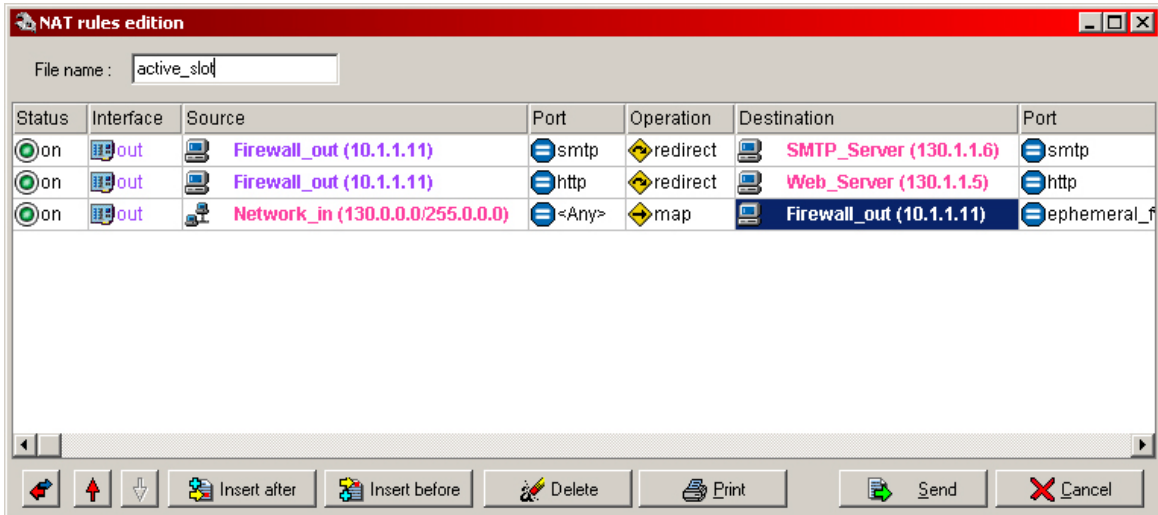 NAT rules edition
File name : active_slot
Status Interface Source Port Operation Destination Port
on out Firewall_out (10.1.1.11) smtp redirect SMTP_Server (130.1.1.6) smtp
on out Firewall_out (10.1.1.11) http redirect Web_Server (130.1.1.5) http
on out Network_in (130.0.0.0/255.0.0.0) <Any> map Firewall_out (10.1.1.11) ephemeral_f
Insert after Insert before Delete Print Send Cancel